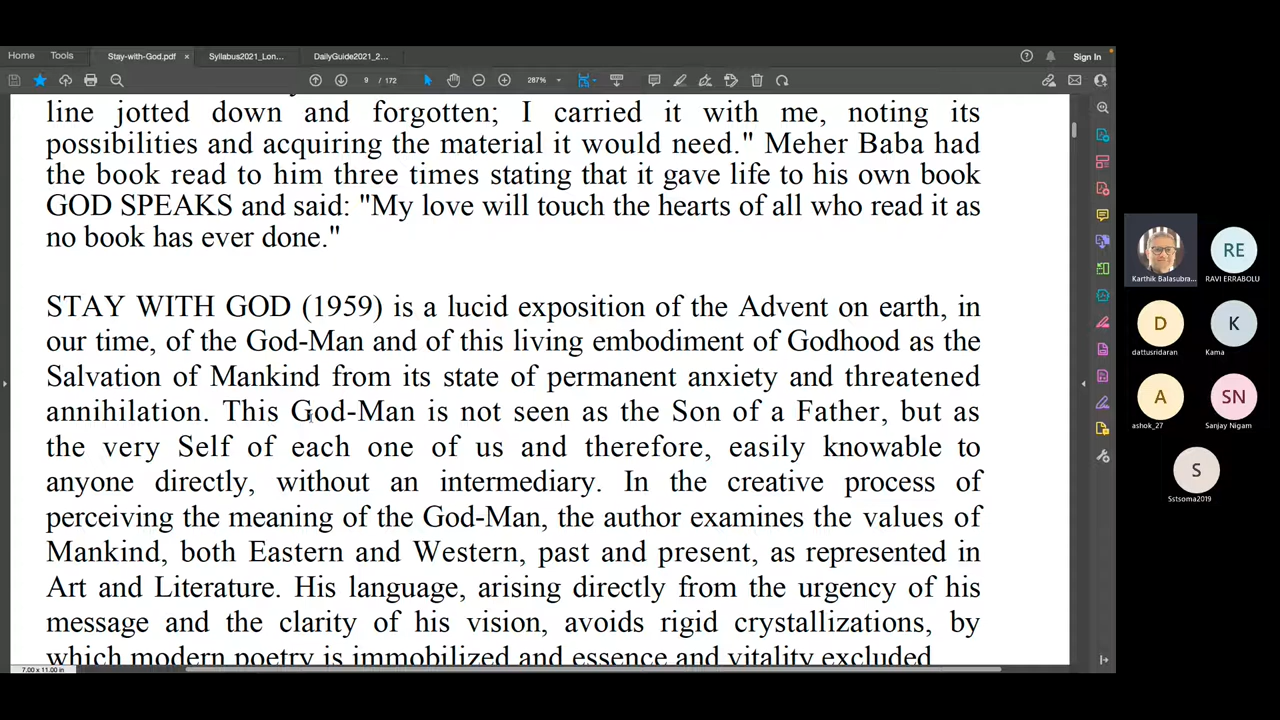 Home Tools Stay-with-God.pdf × Syllabus2021_Lon... DailyGuide2021_2... Sign In
9 / 172 287%
line jotted down and forgotten; I carried it with me, noting its
possibilities and acquiring the material it would need." Meher Baba had
the book read to him three times stating that it gave life to his own book
GOD SPEAKS and said: "My love will touch the hearts of all who read it as
no book has ever done."
STAY WITH GOD (1959) is a lucid exposition of the Advent on earth, in
our time, of the God-Man and of this living embodiment of Godhood as the
Salvation of Mankind from its state of permanent anxiety and threatened
annihilation. This God-Man is not seen as the Son of a Father, but as
the very Self of each one of us and therefore, easily knowable to
anyone directly, without an intermediary. In the creative process of
perceiving the meaning of the God-Man, the author examines the values of
Mankind, both Eastern and Western, past and present, as represented in
Art and Literature. His language, arising directly from the urgency of his
message and the clarity of his vision, avoids rigid crystallizations, by
which modern poetry is immobilized and essence and vitality excluded
7.00 x 11.00 in
Karthik Balasubra...
RE
RAVI ERRABOLU
D
dattusridaran
K
Kama
A
ashok_27
SN
Sanjay Nigam
S
Sstsoma2019